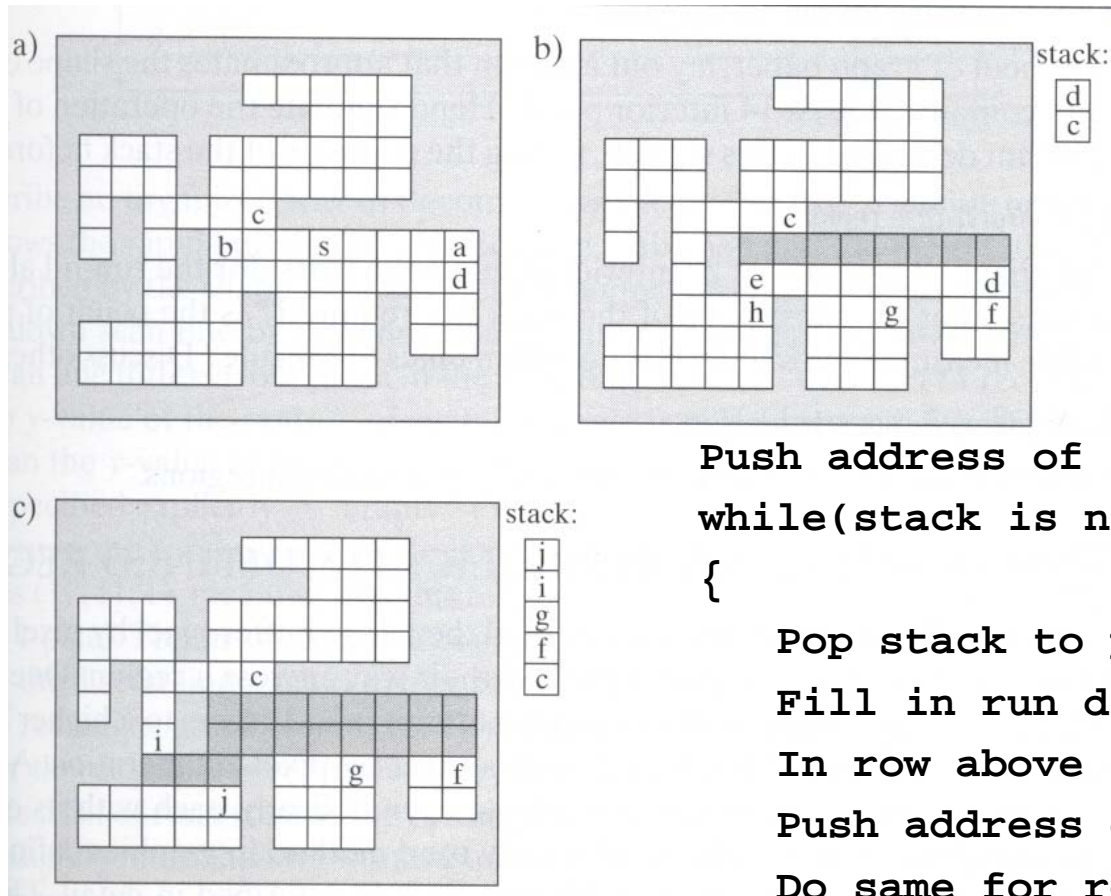 a)
c
b s a
d
b)
stack:
d
c
c
e d
h g f
c)
stack:
j
i
g
f
c
c
i
g f
j
Push address of
while(stack is n
{
Pop stack to
Fill in run d
In row above
Push address
Do same for r